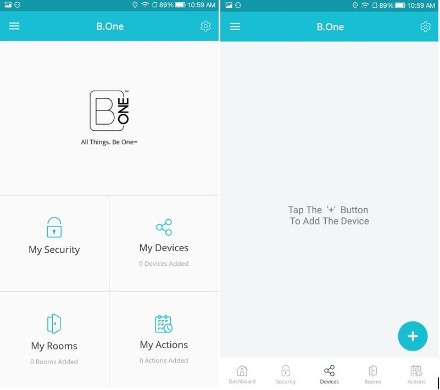 89% 10:59 AM
B.One
B ONE ™
All Things. Be One∞
My Security
My Devices
0 Devices Added
My Rooms
0 Rooms Added
My Actions
0 Actions Added
89% 10:59 AM
B.One
Tap The '+' Button
To Add The Device
+
Dashboard Security Devices Rooms Actions